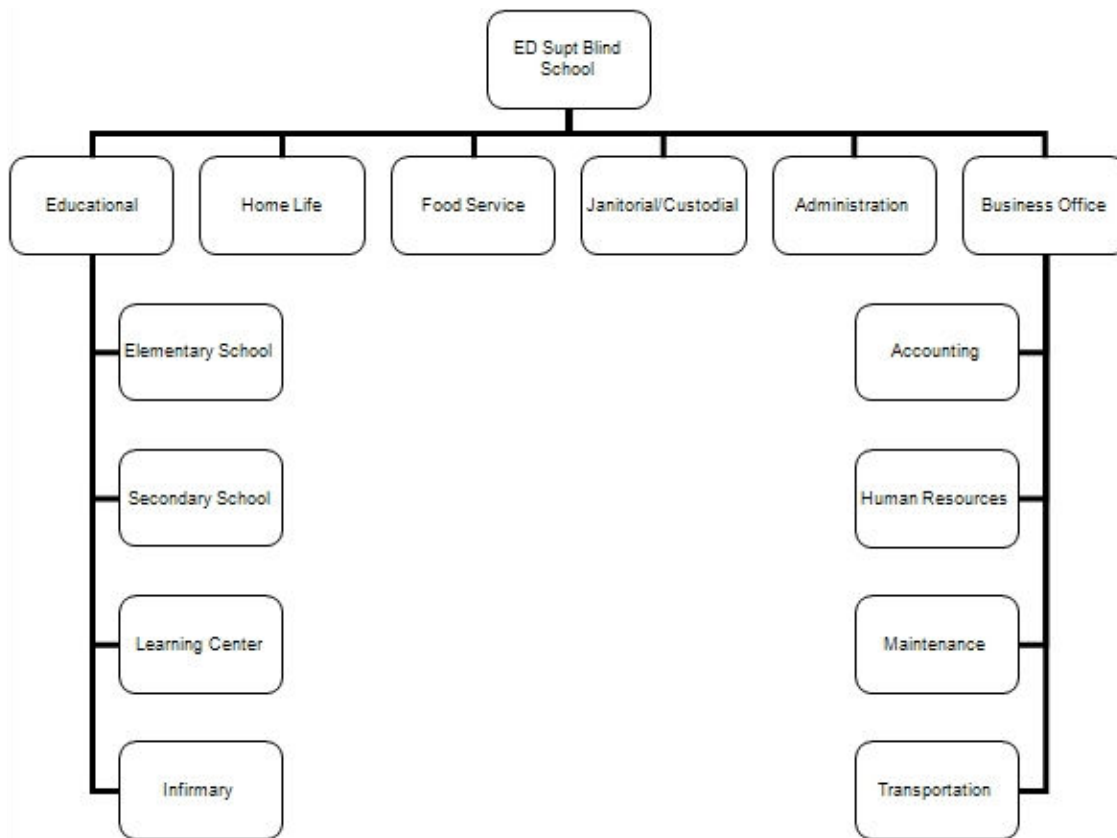 ED Supt Blind
School
Educational
Home Life
Food Service
Janitorial/Custodial
Administration
Business Office
Elementary School
Accounting
Secondary School
Human Resources
Learning Center
Maintenance
Infirmary
Transportation